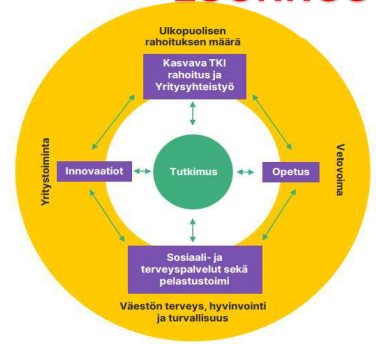 Ulkopuolisen
rahoituksen määrä
Kasvava TKI
rahoitus ja
Yritysyhteistyö
Yritystoiminta
Innovaatiot
Tutkimus
Opetus
Vetovoima
Sosiaali- ja
terveyspalvelut sekä
pelastustoimi
Väestön terveys, hyvinvointi
ja turvallisuus